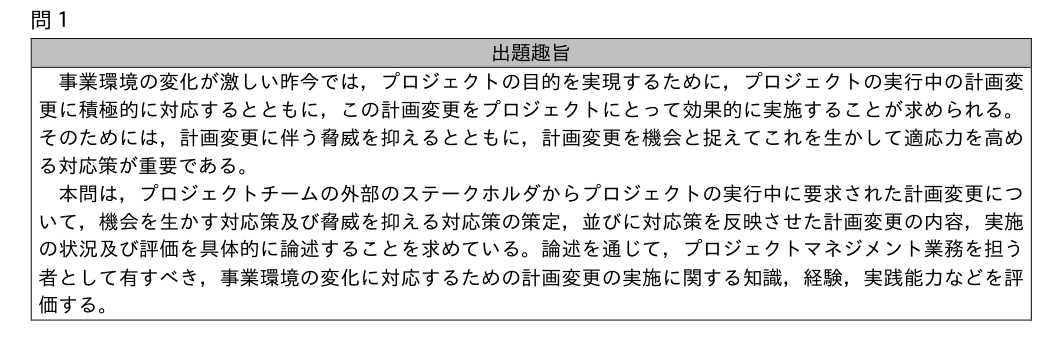 問1
出題趣旨
　事業環境の変化が激しい昨今では，プロジェクトの目的を実現するために，プロジェクトの実行中の計画変
更に積極的に対応するとともに，この計画変更をプロジェクトにとって効果的に実施することが求められる。
そのためには，計画変更に伴う脅威を抑えるとともに，計画変更を機会と捉えてこれを生かして適応力を高め
る対応策が重要である。
　本問は，プロジェクトチームの外部のステークホルダからプロジェクトの実行中に要求された計画変更につ
いて，機会を生かす対応策及び脅威を抑える対応策の策定，並びに対応策を反映させた計画変更の内容，実施
の状況及び評価を具体的に論述することを求めている。論述を通じて，プロジェクトマネジメント業務を担う
者として有すべき，事業環境の変化に対応するための計画変更の実施に関する知識，経験，実践能力などを評
価する。